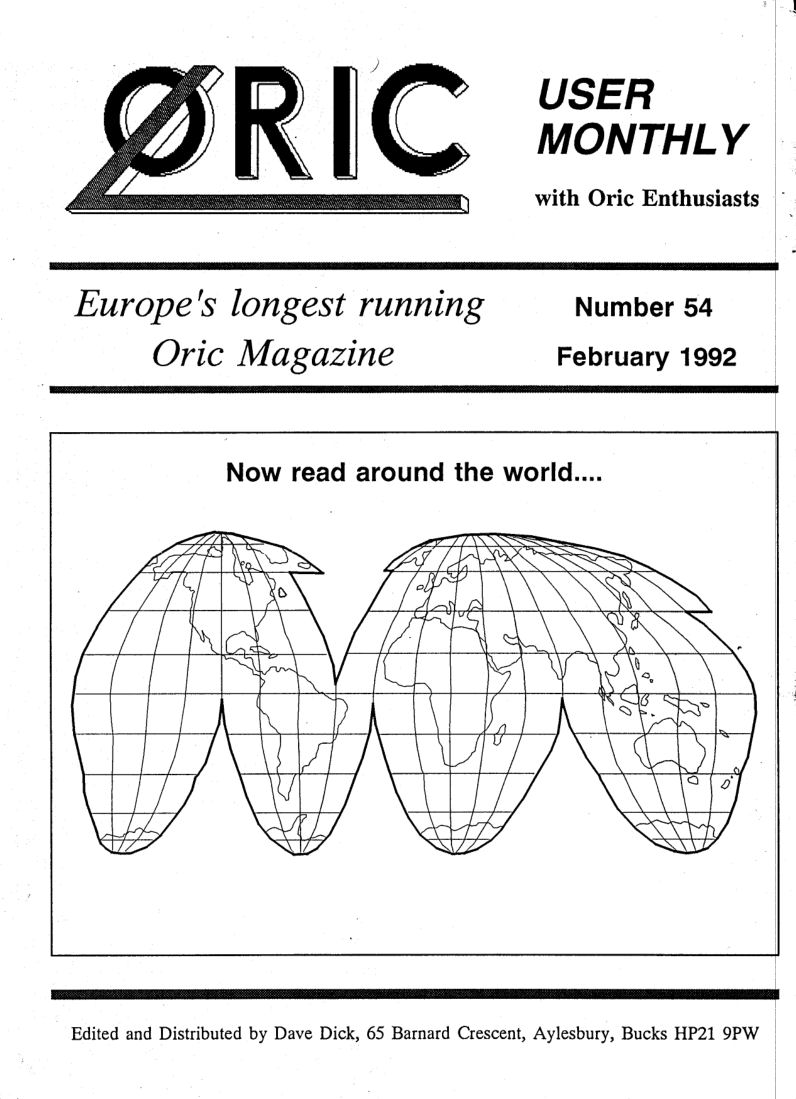 ORIC
USER
MONTHLY
with Oric Enthusiasts
Europe's longest running
Oric Magazine
Number 54
February 1992
Now read around the world....
Edited and Distributed by Dave Dick, 65 Barnard Crescent, Aylesbury, Bucks HP21 9PW